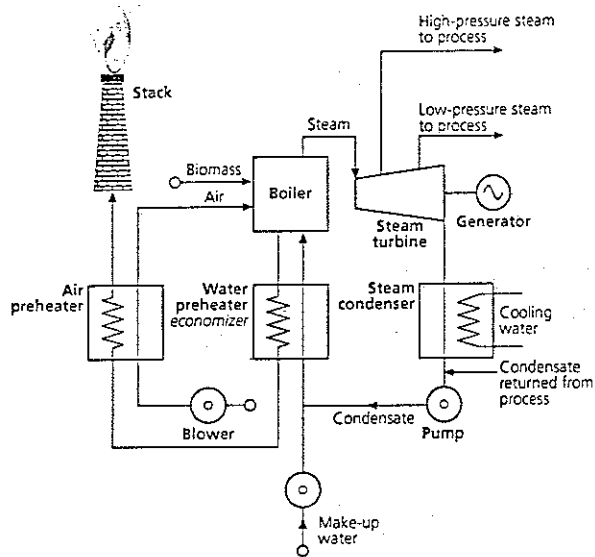 High-pressure steam
to process
Stack
Low-pressure steam
to process
Steam
Biomass
Air
Boiler
Generator
Steam
turbine
Air
preheater
Water
preheater
economizer
Steam
condenser
Cooling
water
Condensate
returned from
process
Condensate
Blower
Pump
Make-up
water